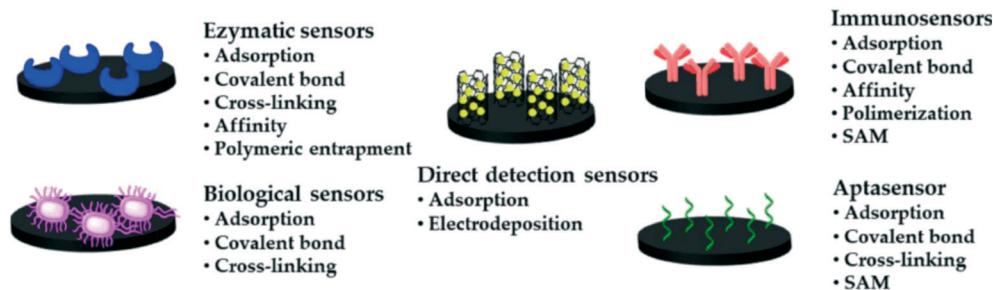 Ezymatic sensors
• Adsorption
• Covalent bond
• Cross-linking
• Affinity
• Polymeric entrapment
Biological sensors
• Adsorption
• Covalent bond
• Cross-linking
Direct detection sensors
• Adsorption
• Electrodeposition
Immunosensors
• Adsorption
• Covalent bond
• Affinity
• Polimerization
• SAM
Aptasensor
• Adsorption
• Covalent bond
• Cross-linking
• SAM